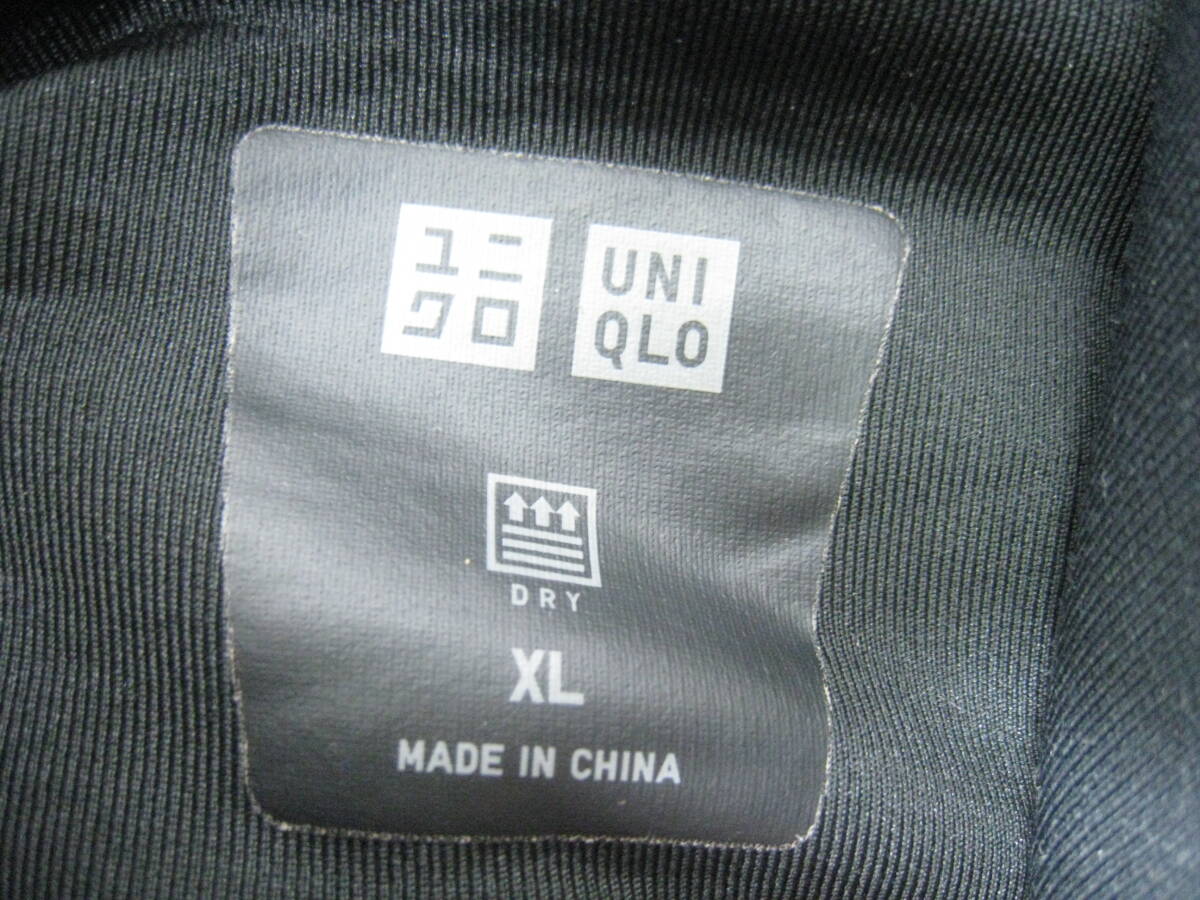 ユニ
クロ
UNI
QLO
DRY
XL
MADE IN CHINA